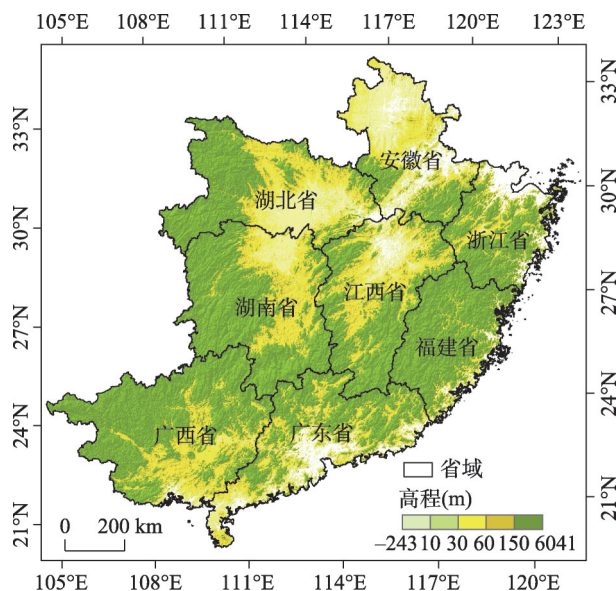 105°E 108°E 111°E 114°E 117°E 120°E 123°E
33°N 33°N
安徽省
湖北省
30°N 30°N
浙江省
湖南省 江西省
27°N 27°N
福建省
广西省 广东省
24°N 24°N
省域
高程(m)
21°N 21°N
0 200 km
−243 10 30 60 150 6041
105°E 108°E 111°E 114°E 117°E 120°E